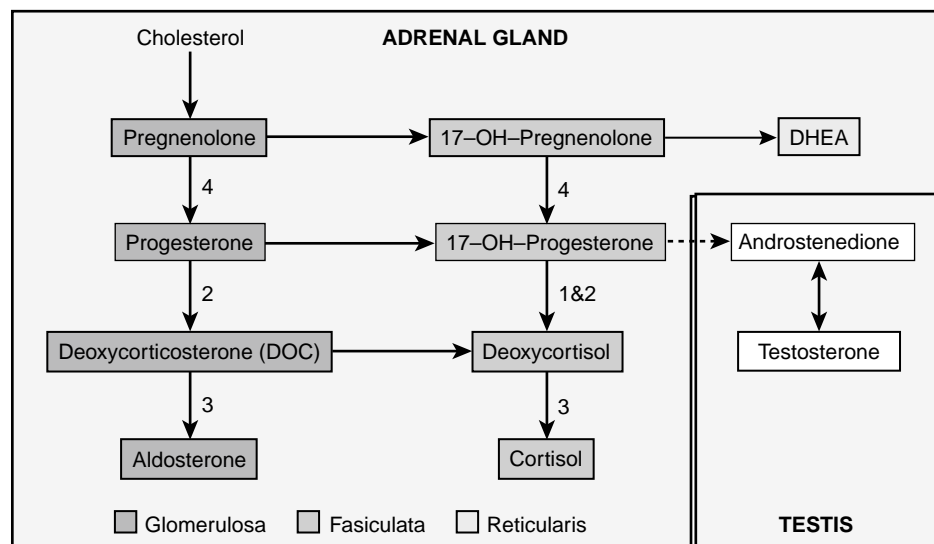 Cholesterol
ADRENAL GLAND
Pregnenolone
17–OH–Pregnenolone
DHEA
4
4
Progesterone
17–OH–Progesterone
Androstenedione
2
1&2
Deoxycorticosterone (DOC)
Deoxycortisol
Testosterone
3
3
Aldosterone
Cortisol
Glomerulosa
Fasiculata
Reticularis
TESTIS